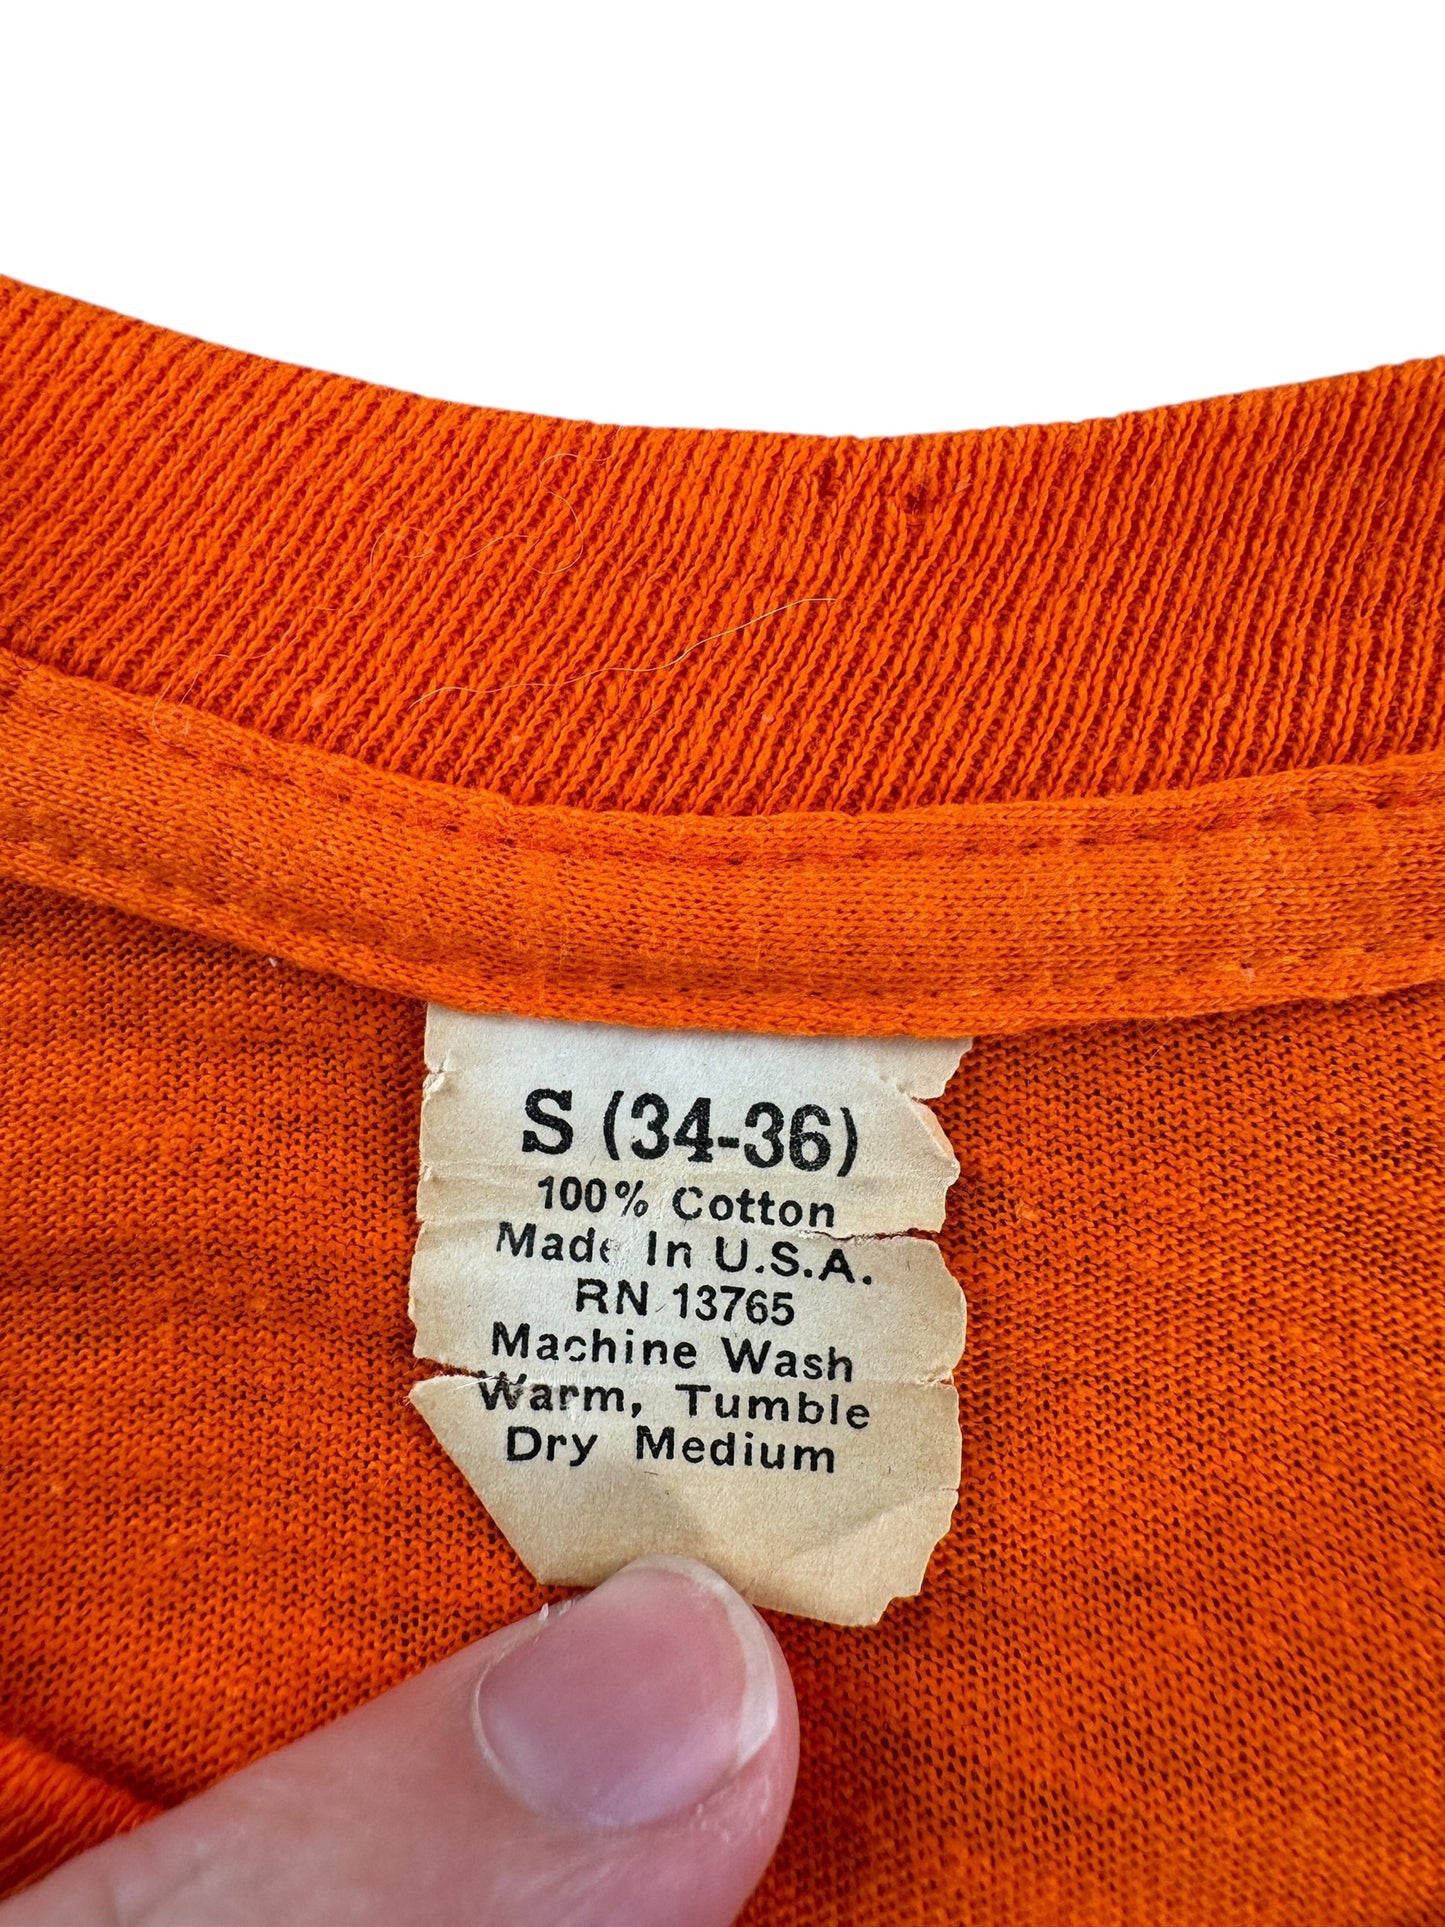 S (34-36)
100% Cotton
Made In U.S.A.
RN 13765
Machine Wash
Warm, Tumble
Dry Medium